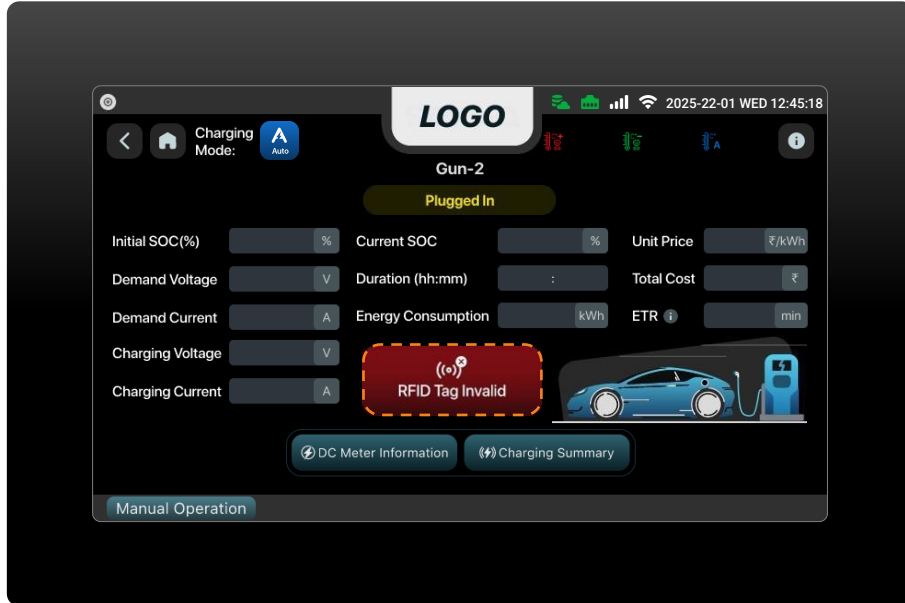 LOGO
2025-22-01 WED 12:45:18
Charging
Mode:
Auto
A
Gun-2
Plugged In
Initial SOC(%) %
Current SOC %
Unit Price ₹/kWh
Demand Voltage V
Duration (hh:mm) :
Total Cost ₹
Demand Current A
Energy Consumption kWh
ETR i min
Charging Voltage V
Charging Current A
RFID Tag Invalid
DC Meter Information
Charging Summary
Manual Operation